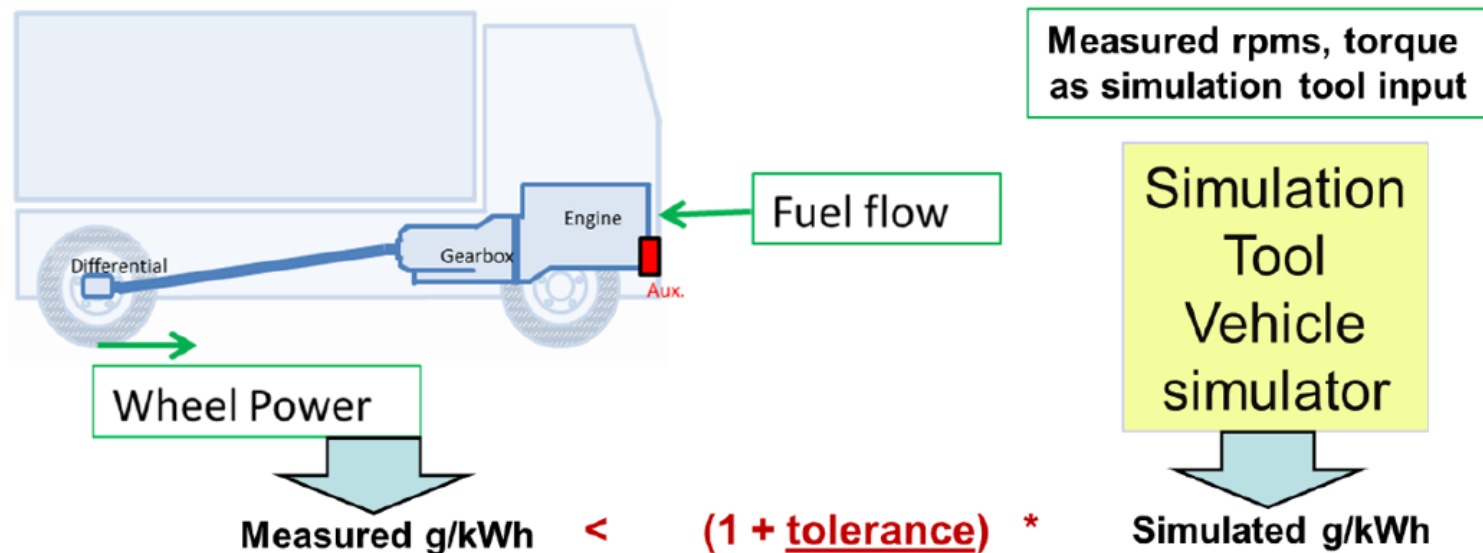 Measured rpms, torque
as simulation tool input
Engine
Fuel flow
Gearbox
Differential
Aux.
Simulation
Tool
Vehicle
simulator
Wheel Power
Measured g/kWh < (1 + tolerance) * Simulated g/kWh